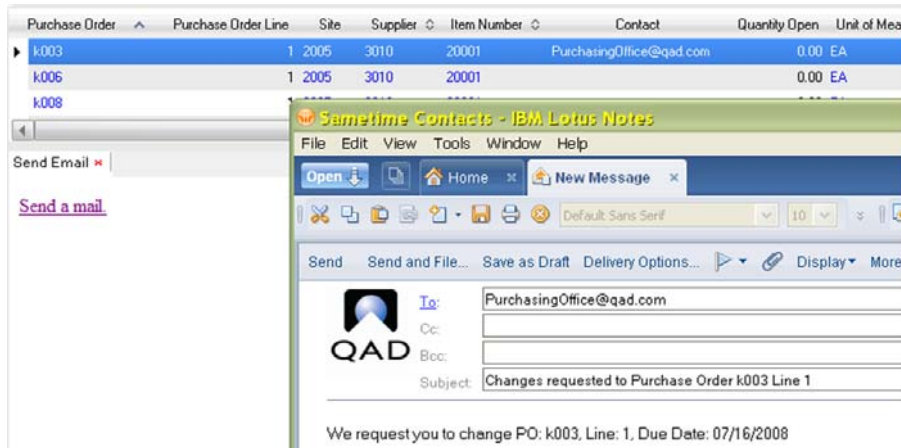 Purchase Order Purchase Order Line Site Supplier Item Number Contact Quantity Open Unit of Mea
k003 1 2005 3010 20001 PurchasingOffice@qad.com 0.00 EA
k006 1 2005 3010 20001 0.00 EA
k008
Send Email
Send a mail.
Sametime Contacts - IBM Lotus Notes
File Edit View Tools Window Help
Open Home New Message
Default Sans Serif 10
Send Send and File... Save as Draft Delivery Options... Display More
QAD
To: PurchasingOffice@qad.com
Cc:
Bcc:
Subject: Changes requested to Purchase Order k003 Line 1
We request you to change PO: k003, Line: 1, Due Date: 07/16/2008